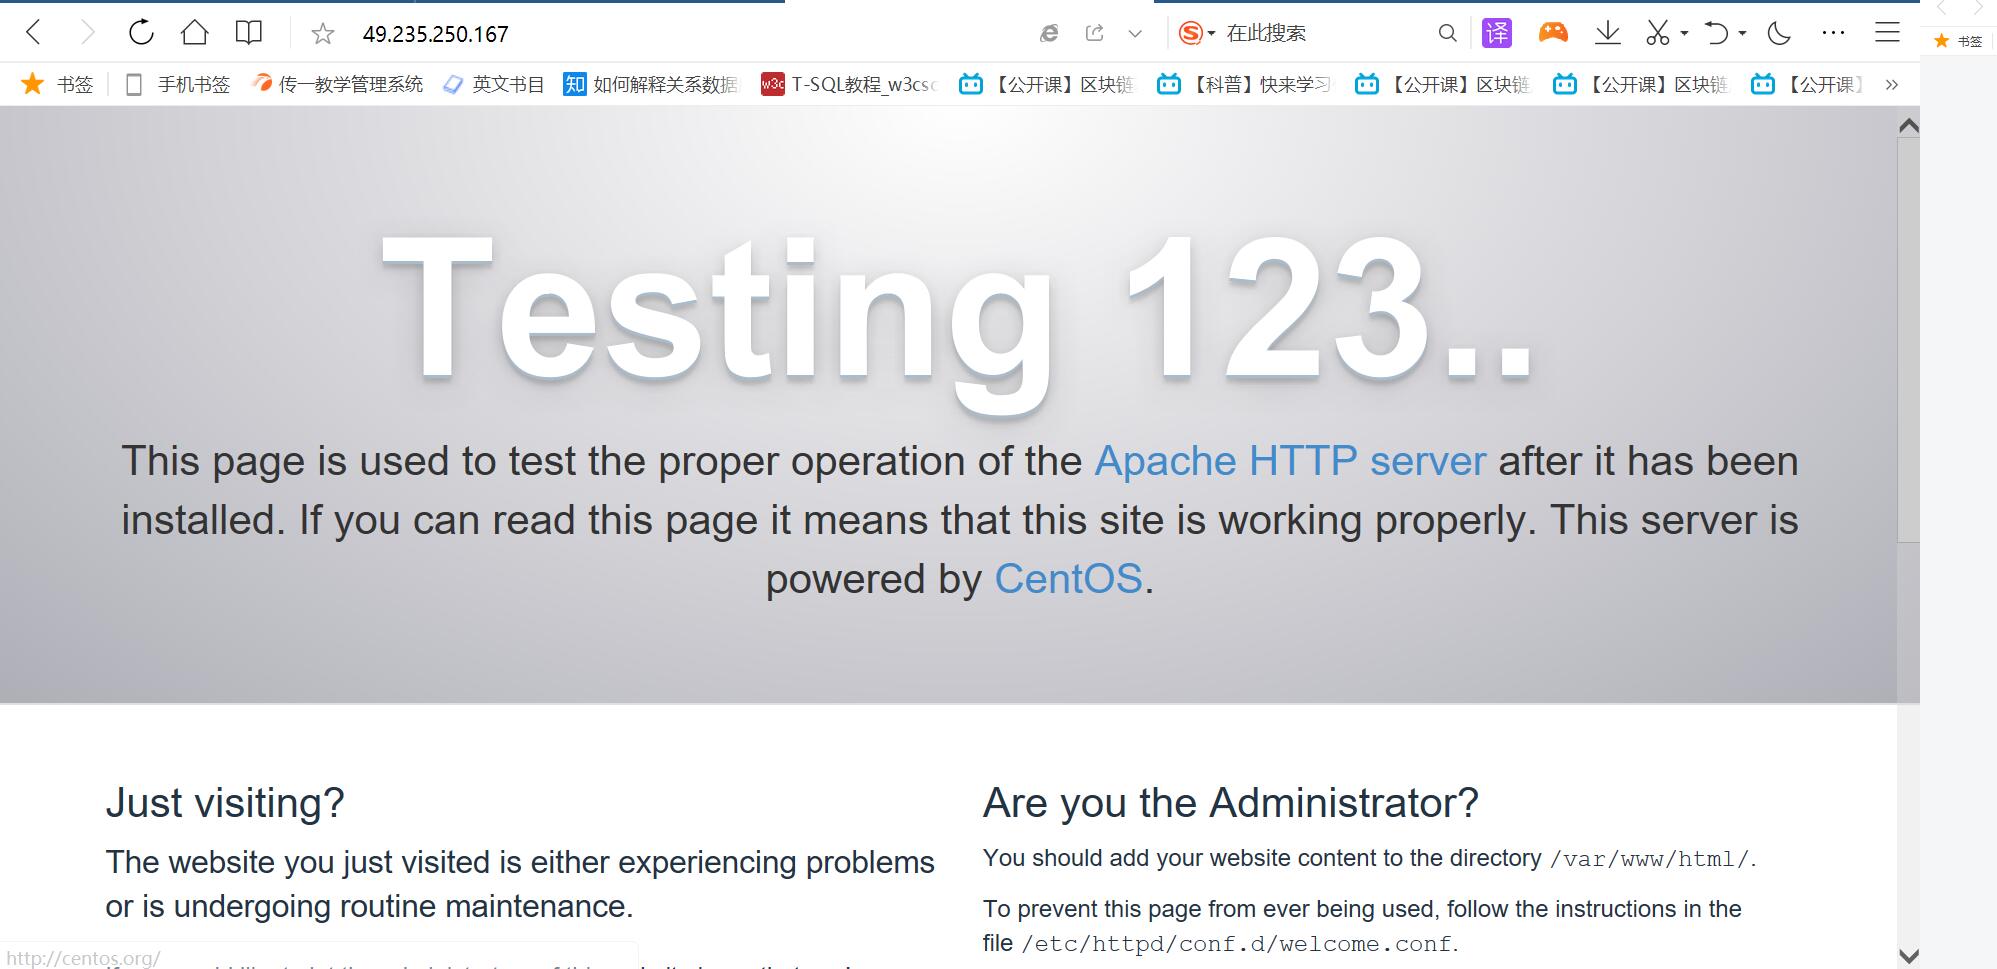 49.235.250.167
在此搜索
译
书签
书签
手机书签
传一教学管理系统
英文书目
知
如何解释关系数据
w3c
T-SQL教程_w3csc
【公开课】区块链
【科普】快来学习
【公开课】区块链
【公开课】区块链
【公开课】
Testing 123..
This page is used to test the proper operation of the Apache HTTP server after it has been
installed. If you can read this page it means that this site is working properly. This server is
powered by CentOS.
Just visiting?
The website you just visited is either experiencing problems
or is undergoing routine maintenance.
Are you the Administrator?
You should add your website content to the directory /var/www/html/.
To prevent this page from ever being used, follow the instructions in the
file /etc/httpd/conf.d/welcome.conf.
http://centos.org/